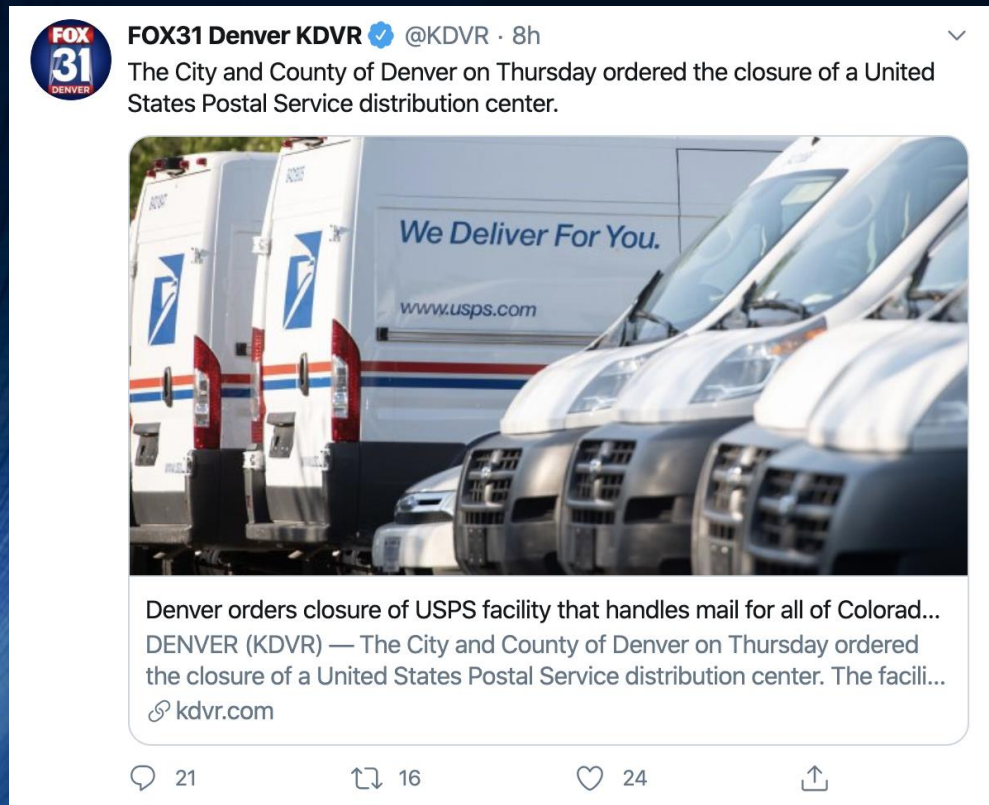 FOX
31
DENVER
FOX31 Denver KDVR @KDVR · 8h
The City and County of Denver on Thursday ordered the closure of a United
States Postal Service distribution center.
We Deliver For You.
www.usps.com
Denver orders closure of USPS facility that handles mail for all of Colorad...
DENVER (KDVR) — The City and County of Denver on Thursday ordered
the closure of a United States Postal Service distribution center. The facili...
kdvr.com
21 16 24